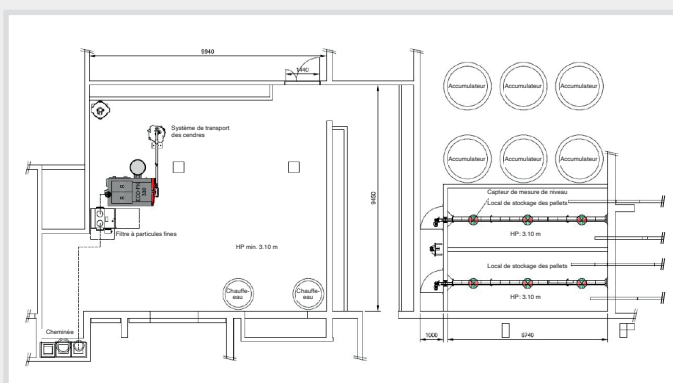 9940
1440
Accumulateur
Accumulateur
Accumulateur
Système de transport
des cendres
Accumulateur
Accumulateur
Accumulateur
Capteur de mesure de niveau
Local de stockage des pellets
9450
HP: 3.10 m
Filtre à particules fines
HP min. 3.10 m
Local de stockage des pellets
Chauffe-
eau
Chauffe-
eau
HP: 3.10 m
Cheminée
1000
6740